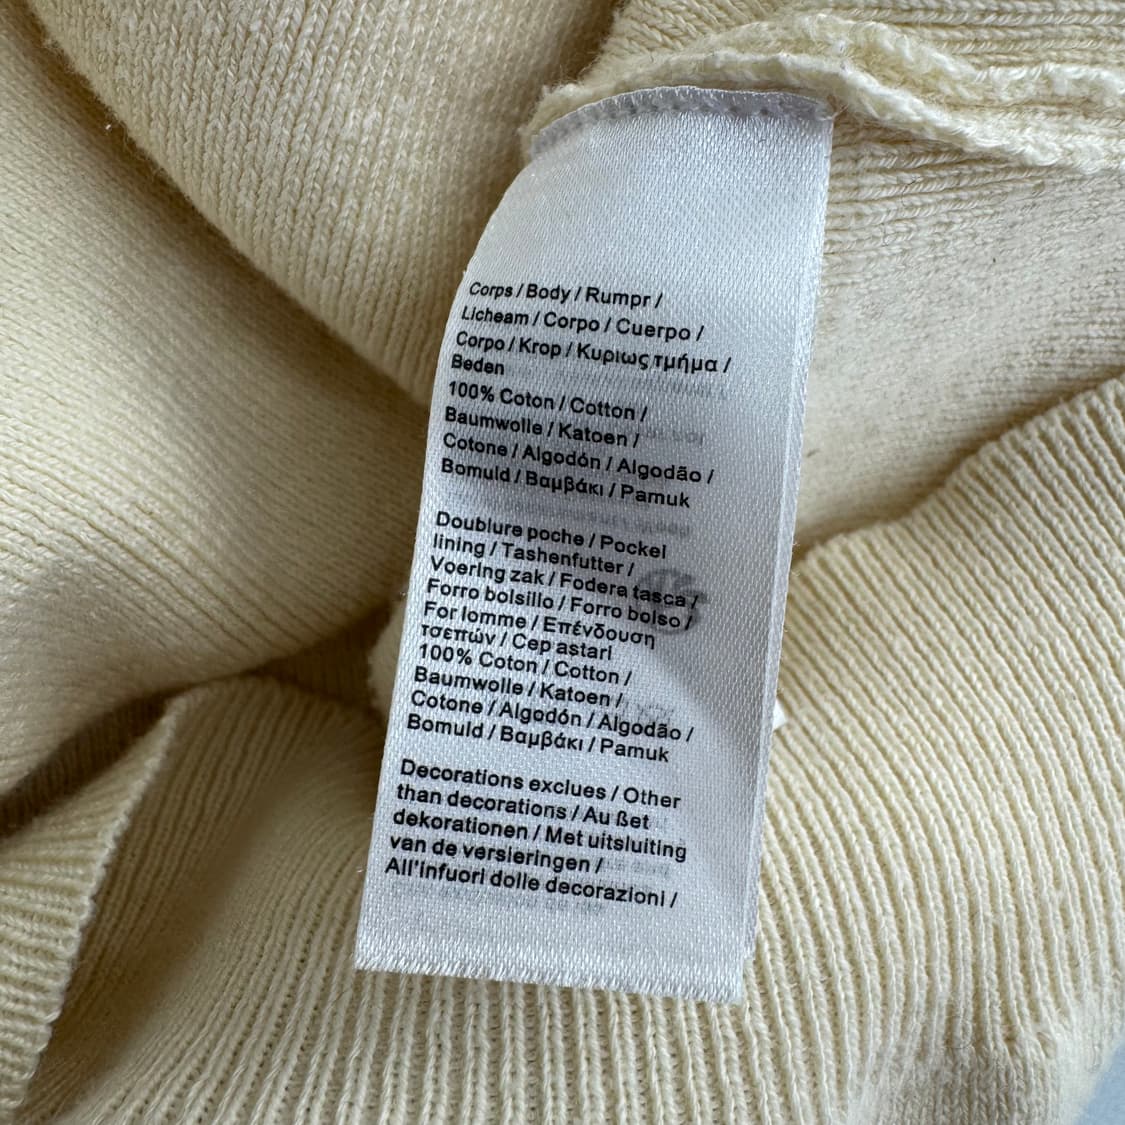 Corps / Body / Rumpr /
Licheam / Corpo / Cuerpo /
Corpo / Krop / Κυριως τμήμα /
Beden
100% Coton / Cotton /
Baumwolle / Katoen /
Cotone / Algodón / Algodão /
Bomuld / Βαμβάκι / Pamuk
Doublure poche / Pockel
lining / Tashenfutter /
Voering zak / Fodera tasca /
Forro bolsillo / Forro bolso /
For lomme / Επένδουση
τσεπών / Cep astarl
100% Coton / Cotton /
Baumwolle / Katoen /
Cotone / Algodón / Algodão /
Bomuld / Βαμβάκι / Pamuk
Decorations exclues / Other
than decorations / Au ßet
dekorationen / Met uitsluiting
van de versieringen /
All'infuori dolle decorazioni /